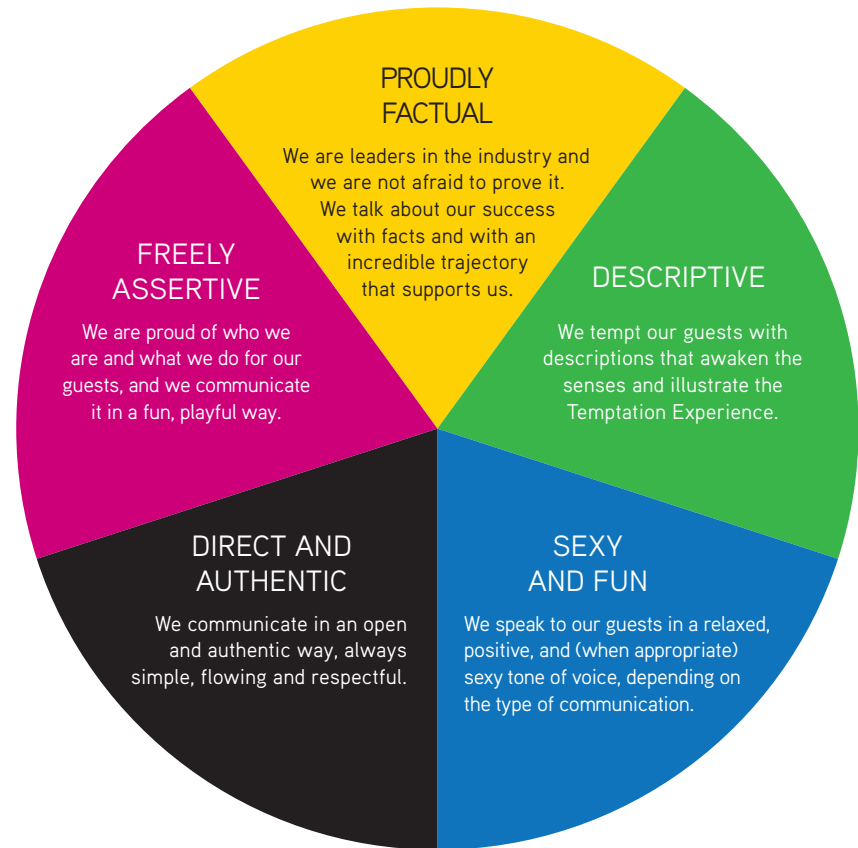 PROUDLY
FACTUAL
We are leaders in the industry and
we are not afraid to prove it.
We talk about our success
with facts and with an
incredible trajectory
that supports us.
DESCRIPTIVE
We tempt our guests with
descriptions that awaken the
senses and illustrate the
Temptation Experience.
SEXY
AND FUN
We speak to our guests in a relaxed,
positive, and (when appropriate)
sexy tone of voice, depending on
the type of communication.
DIRECT AND
AUTHENTIC
We communicate in an open
and authentic way, always
simple, flowing and respectful.
FREELY
ASSERTIVE
We are proud of who we
are and what we do for our
guests, and we communicate
it in a fun, playful way.